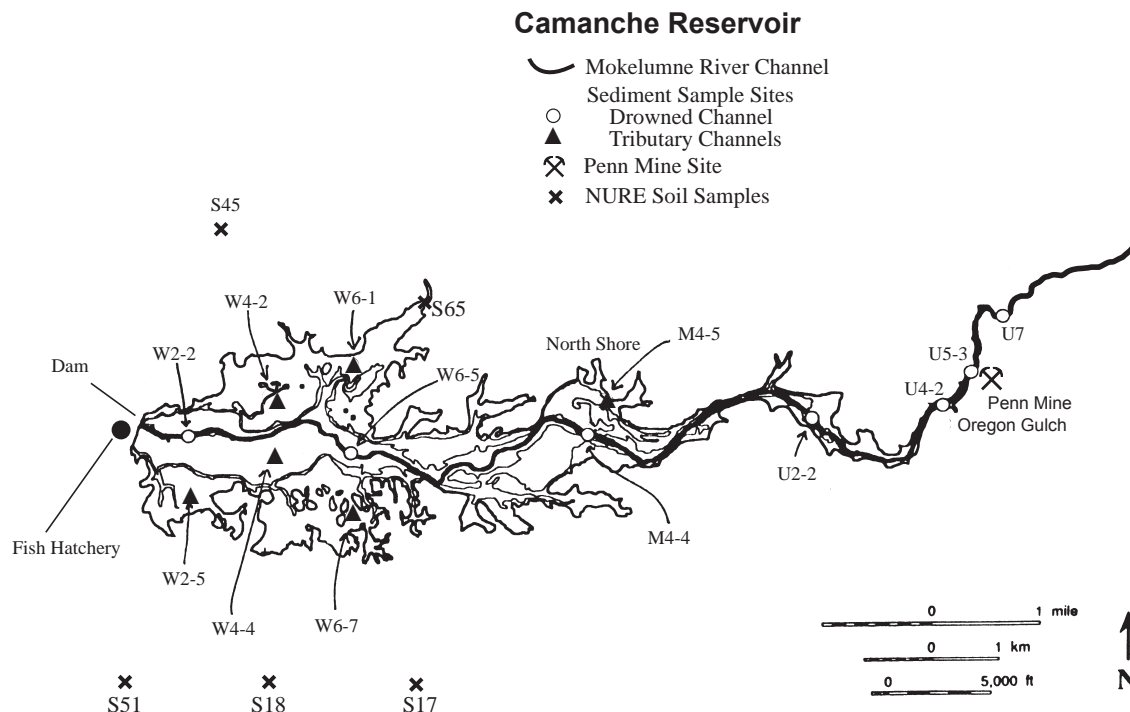 Camanche Reservoir
Mokelumne River Channel
Sediment Sample Sites
Drowned Channel
Tributary Channels
Penn Mine Site
NURE Soil Samples
S45
W4-2
W6-1
S65
U7
North Shore
M4-5
U5-3
W2-2
Dam
W6-5
U4-2
Penn Mine
Oregon Gulch
U2-2
Fish Hatchery
M4-4
W2-5
W4-4
W6-7
0 1 mile
0 1 km
0 5,000 ft
N
S51
S18
S17